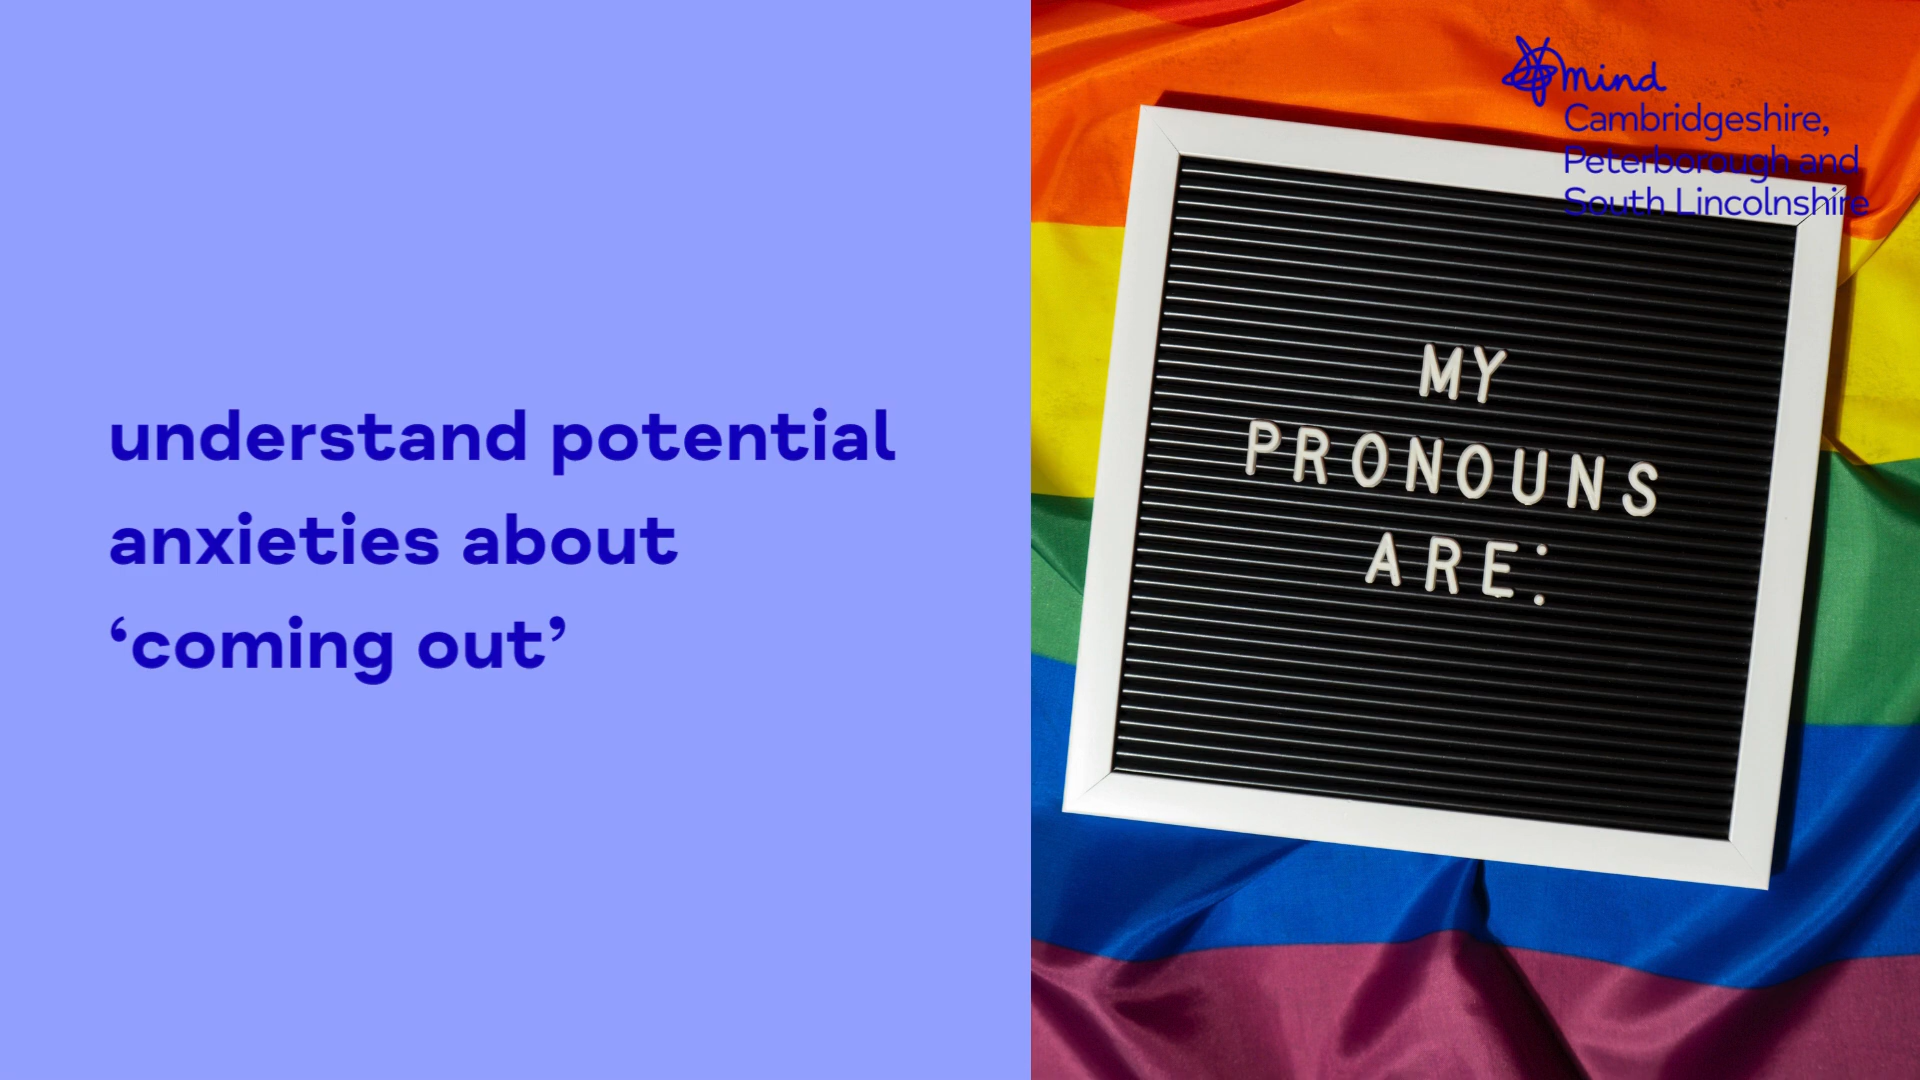 understand potential
anxieties about
‘coming out’
mind
Cambridgeshire,
Peterborough and
South Lincolnshire
MY
PRONOUNS
ARE: